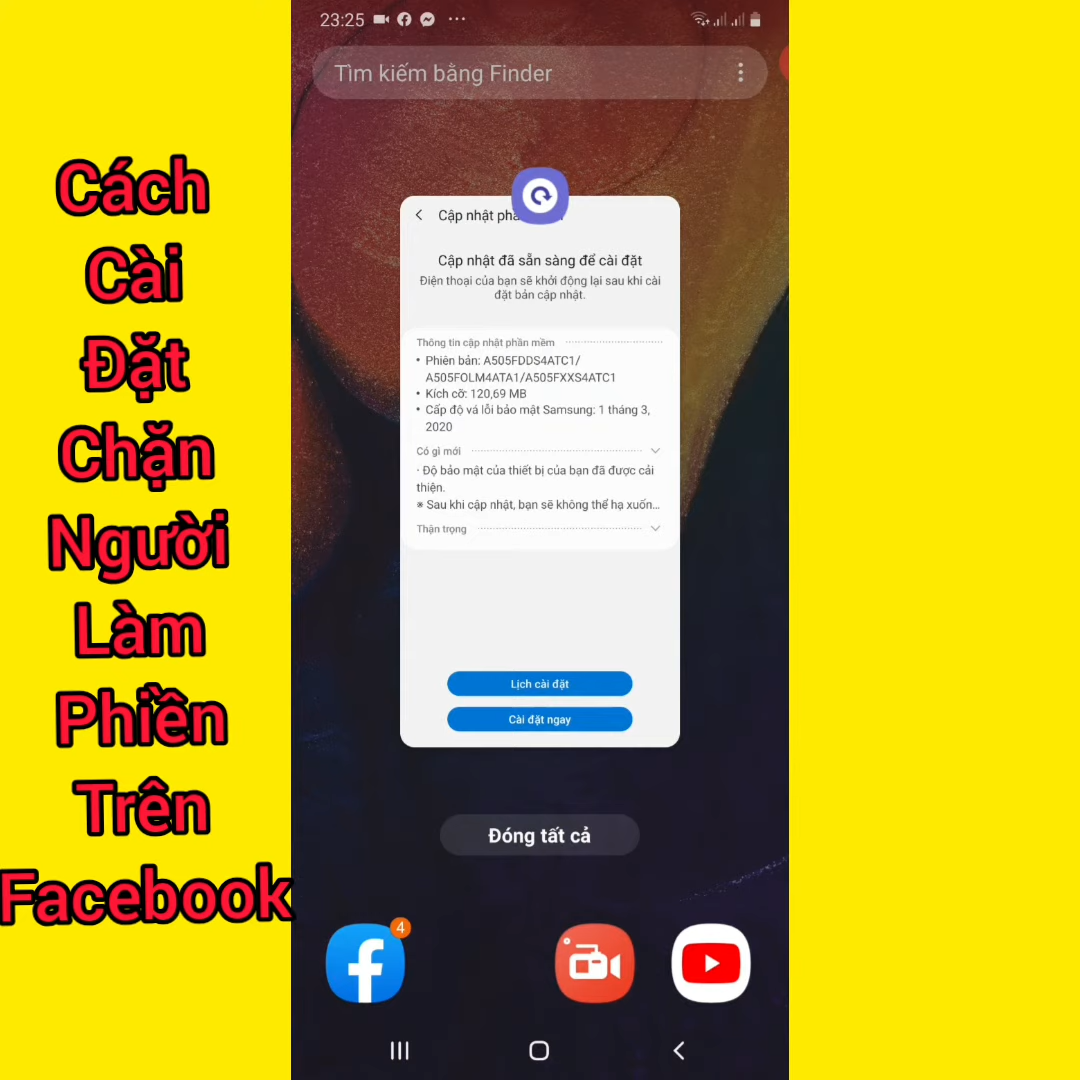 Cách
Cài
Đặt
Chặn
Người
Làm
Phiền
Trên
Facebook
23:25
Tìm kiếm bằng Finder
Cập nhật
Cập nhật đã sẵn sàng để cài đặt
Điện thoại của bạn sẽ khởi động lại sau khi cài
đặt bản cập nhật.
Thông tin cập nhật phần mềm
• Phiên bản: A505FDDS4ATC1/
A505FOLM4ATA1/A505FXXS4ATC1
• Kích cỡ: 120,69 MB
• Cấp độ vá lỗi bảo mật Samsung: 1 tháng 3,
2020
Có gì mới
· Độ bảo mật của thiết bị của bạn đã được cải
thiện.
※ Sau khi cập nhật, bạn sẽ không thể hạ xuốn...
Thận trọng
Lịch cài đặt
Cài đặt ngay
Đóng tất cả
4